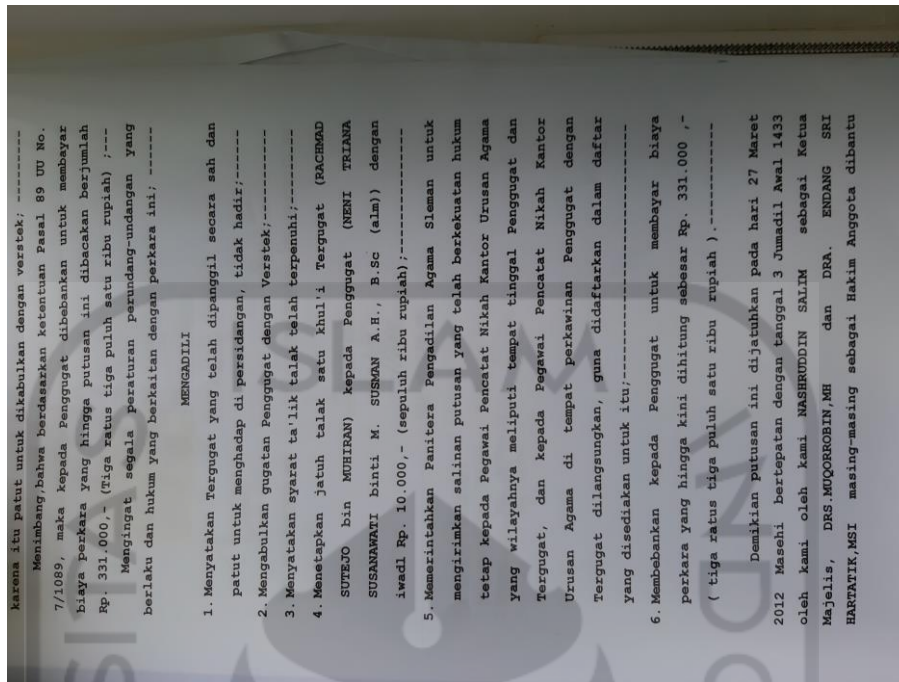 karena itu patut untuk dikabulkan dengan verstek; ----------
Menimbang,bahwa berdasarkan ketentuan Pasal 89 UU No.
7/1089, maka kepada Penggugat dibebankan untuk membayar
biaya perkara yang hingga putusan ini dibacakan berjumlah
Rp. 331.000,- (Tiga ratus tiga puluh satu ribu rupiah) ;---
Mengingat segala peraturan perundang-undangan yang
berlaku dan hukum yang berkaitan dengan perkara ini; ------
MENGADILI
1. Menyatakan Tergugat yang telah dipanggil secara sah dan
patut untuk menghadap di persidangan, tidak hadir;------
2. Mengabulkan gugatan Penggugat dengan Verstek;-----------
3. Menyatakan syarat ta'lik talak telah terpenuhi;---------
4. Menetapkan jatuh talak satu khul'i Tergugat (RACHMAD
SUTEJO bin MUHIRAN) kepada Penggugat (NENI TRIANA
SUSANAWATI binti M. SUSMAN A.H., B.Sc (alm)) dengan
iwadl Rp. 10.000,- (sepuluh ribu rupiah);---------------
5. Memerintahkan Panitera Pengadilan Agama Sleman untuk
mengirimkan salinan putusan yang telah berkekuatan hukum
tetap kepada Pegawai Pencatat Nikah Kantor Urusan Agama
yang wilayahnya meliputi tempat tinggal Penggugat dan
Tergugat, dan kepada Pegawai Pencatat Nikah Kantor
Urusan Agama di tempat perkawinan Penggugat dengan
Tergugat dilangsungkan, guna didaftarkan dalam daftar
yang disediakan untuk itu;------------------------------
6. Membebankan kepada Penggugat untuk membayar biaya
perkara yang hingga kini dihitung sebesar Rp. 331.000 ,-
( tiga ratus tiga puluh satu ribu rupiah ).-----------
Demikian putusan ini dijatuhkan pada hari 27 Maret
2012 Masehi bertepatan dengan tanggal 3 Jumadil Awal 1433
oleh kami oleh kami NASHRUDDIN SALIM sebagai Ketua
Majelis, DRS.MUQORROBIN,MH dan DRA. ENDANG SRI
HARTATIK,MSI masing-masing sebagai Hakim Anggota dibantu
SITAS ISLAM INDO